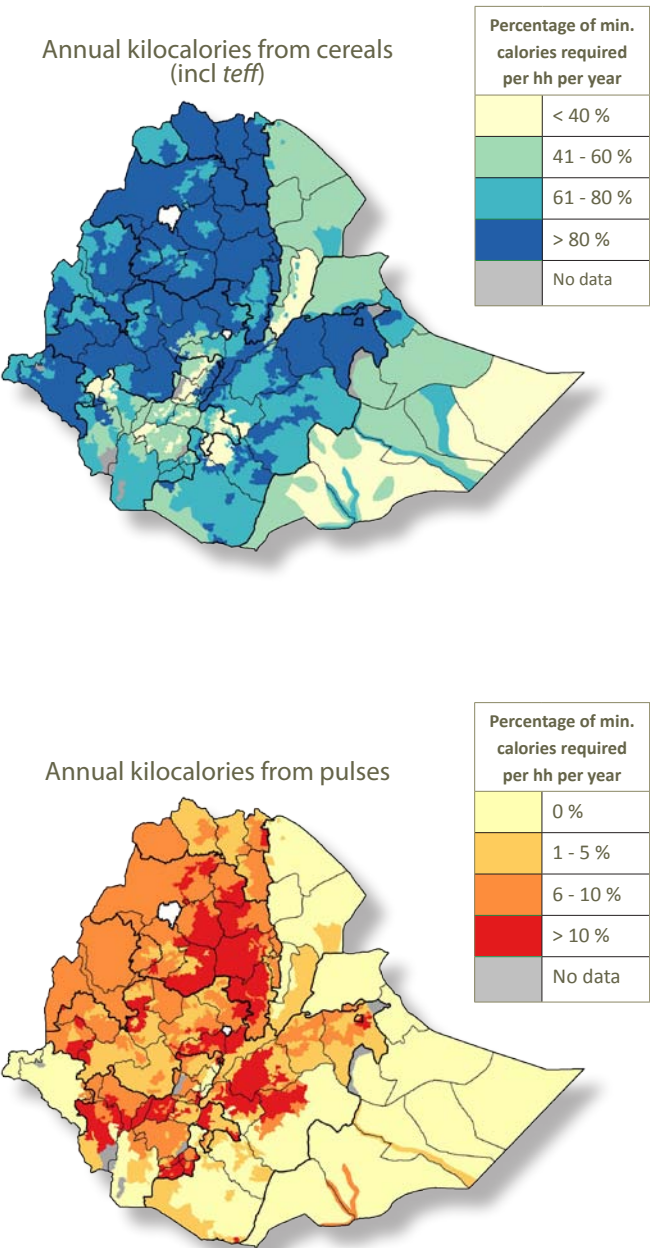 Annual kilocalories from cereals
(incl teff)
Percentage of min.
calories required
per hh per year
< 40 %
41 - 60 %
61 - 80 %
> 80 %
No data
Annual kilocalories from pulses
Percentage of min.
calories required
per hh per year
0 %
1 - 5 %
6 - 10 %
> 10 %
No data